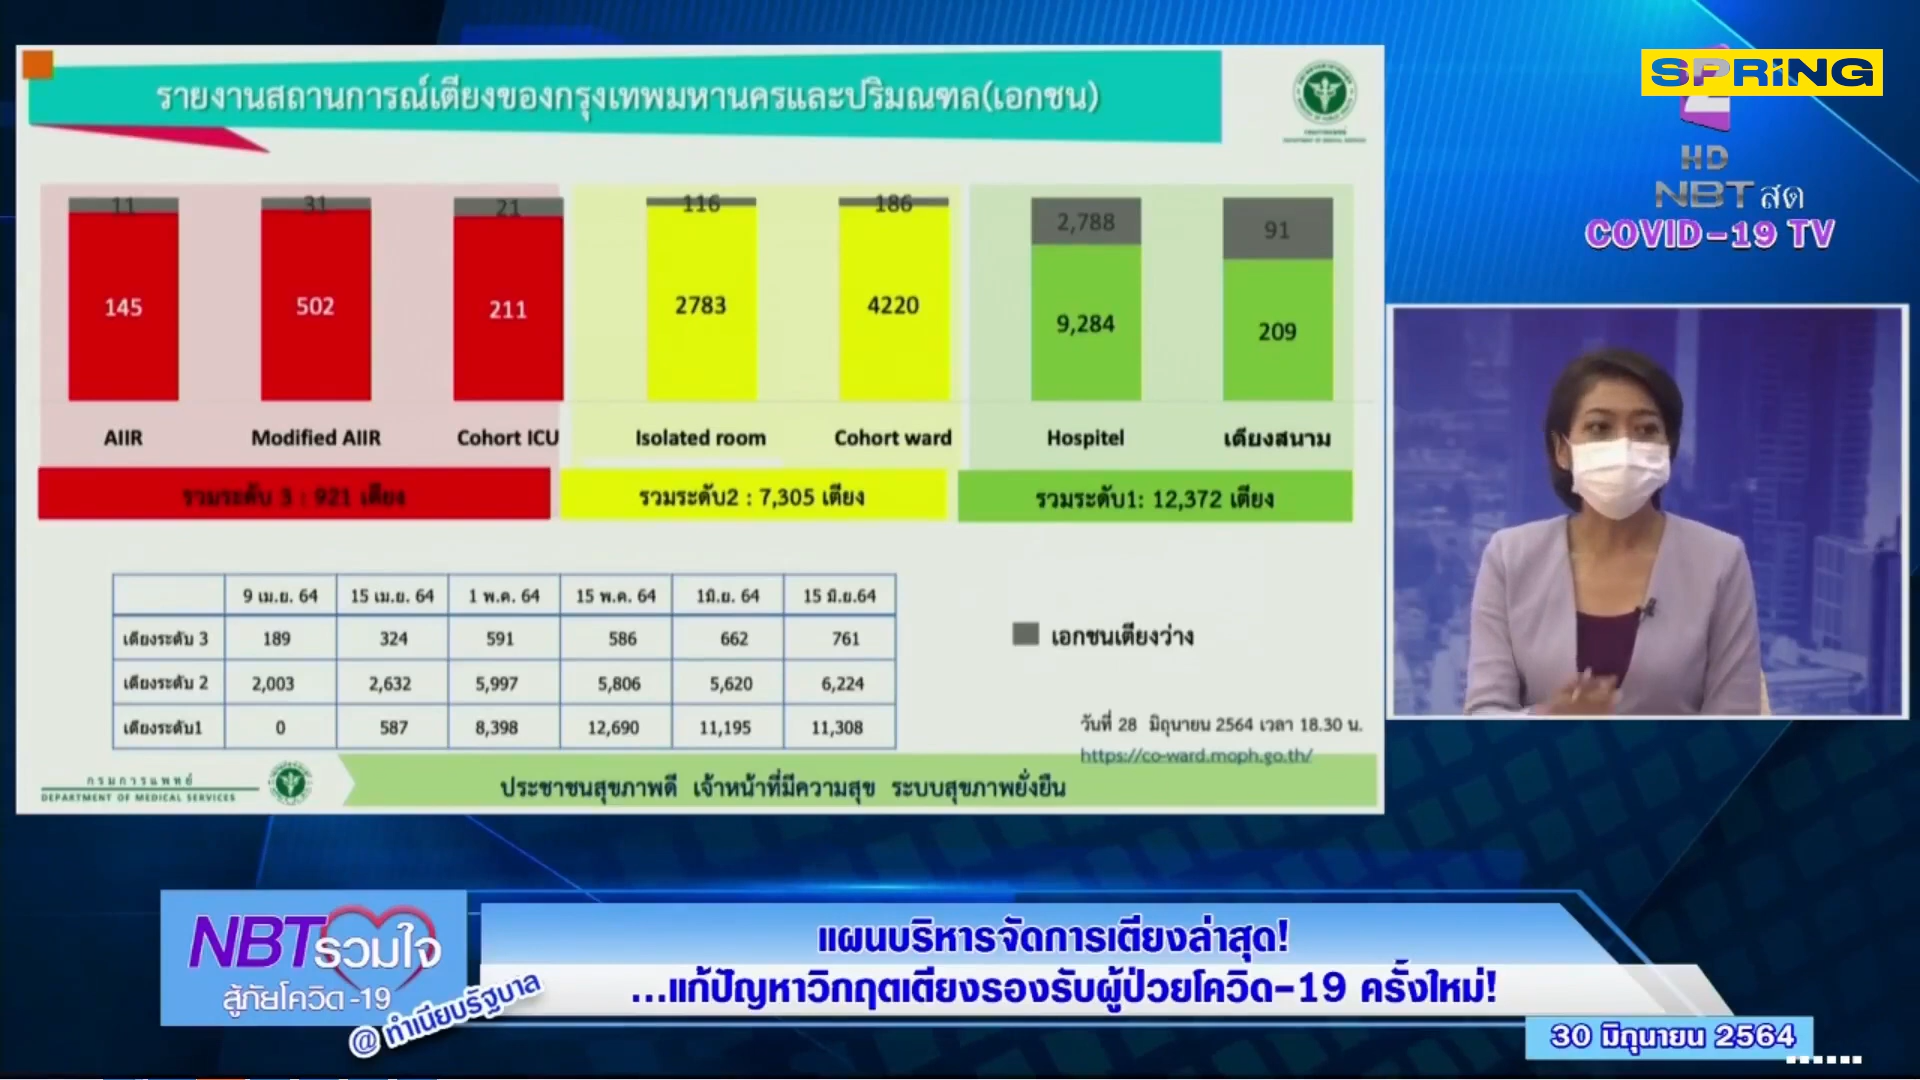 รายงานสถานการณ์เตียงของกรุงเทพมหานครและปริมณฑล(เอกชน)
SPRiNG
HD
NBT สด
COVID-19 TV
11 31 21 116 186 2,788 91
145 502 211 2783 4220 9,284 209
AIIR Modified AIIR Cohort ICU Isolated room Cohort ward Hospitel เตียงสนาม
รวมระดับ 3 : 921 เตียง รวมระดับ2 : 7,305 เตียง รวมระดับ1: 12,372 เตียง
9 เม.ย. 64 15 เม.ย. 64 1 พ.ค. 64 15 พ.ค. 64 1มิ.ย. 64 15 มิ.ย.64
เตียงระดับ 3 189 324 591 586 662 761
เตียงระดับ 2 2,003 2,632 5,997 5,806 5,620 6,224
เตียงระดับ1 0 587 8,398 12,690 11,195 11,308
เอกชนเตียงว่าง
วันที่ 28 มิถุนายน 2564 เวลา 18.30 น.
https://co-ward.moph.go.th/
กรมการแพทย์
DEPARTMENT OF MEDICAL SERVICES
ประชาชนสุขภาพดี เจ้าหน้าที่มีความสุข ระบบสุขภาพยั่งยืน
NBTรวมใจ
สู้ภัยโควิด-19
@ ทำเนียบรัฐบาล
แผนบริหารจัดการเตียงล่าสุด!
...แก้ปัญหาวิกฤตเตียงรองรับผู้ป่วยโควิด-19 ครั้งใหม่!
30 มิถุนายน 2564